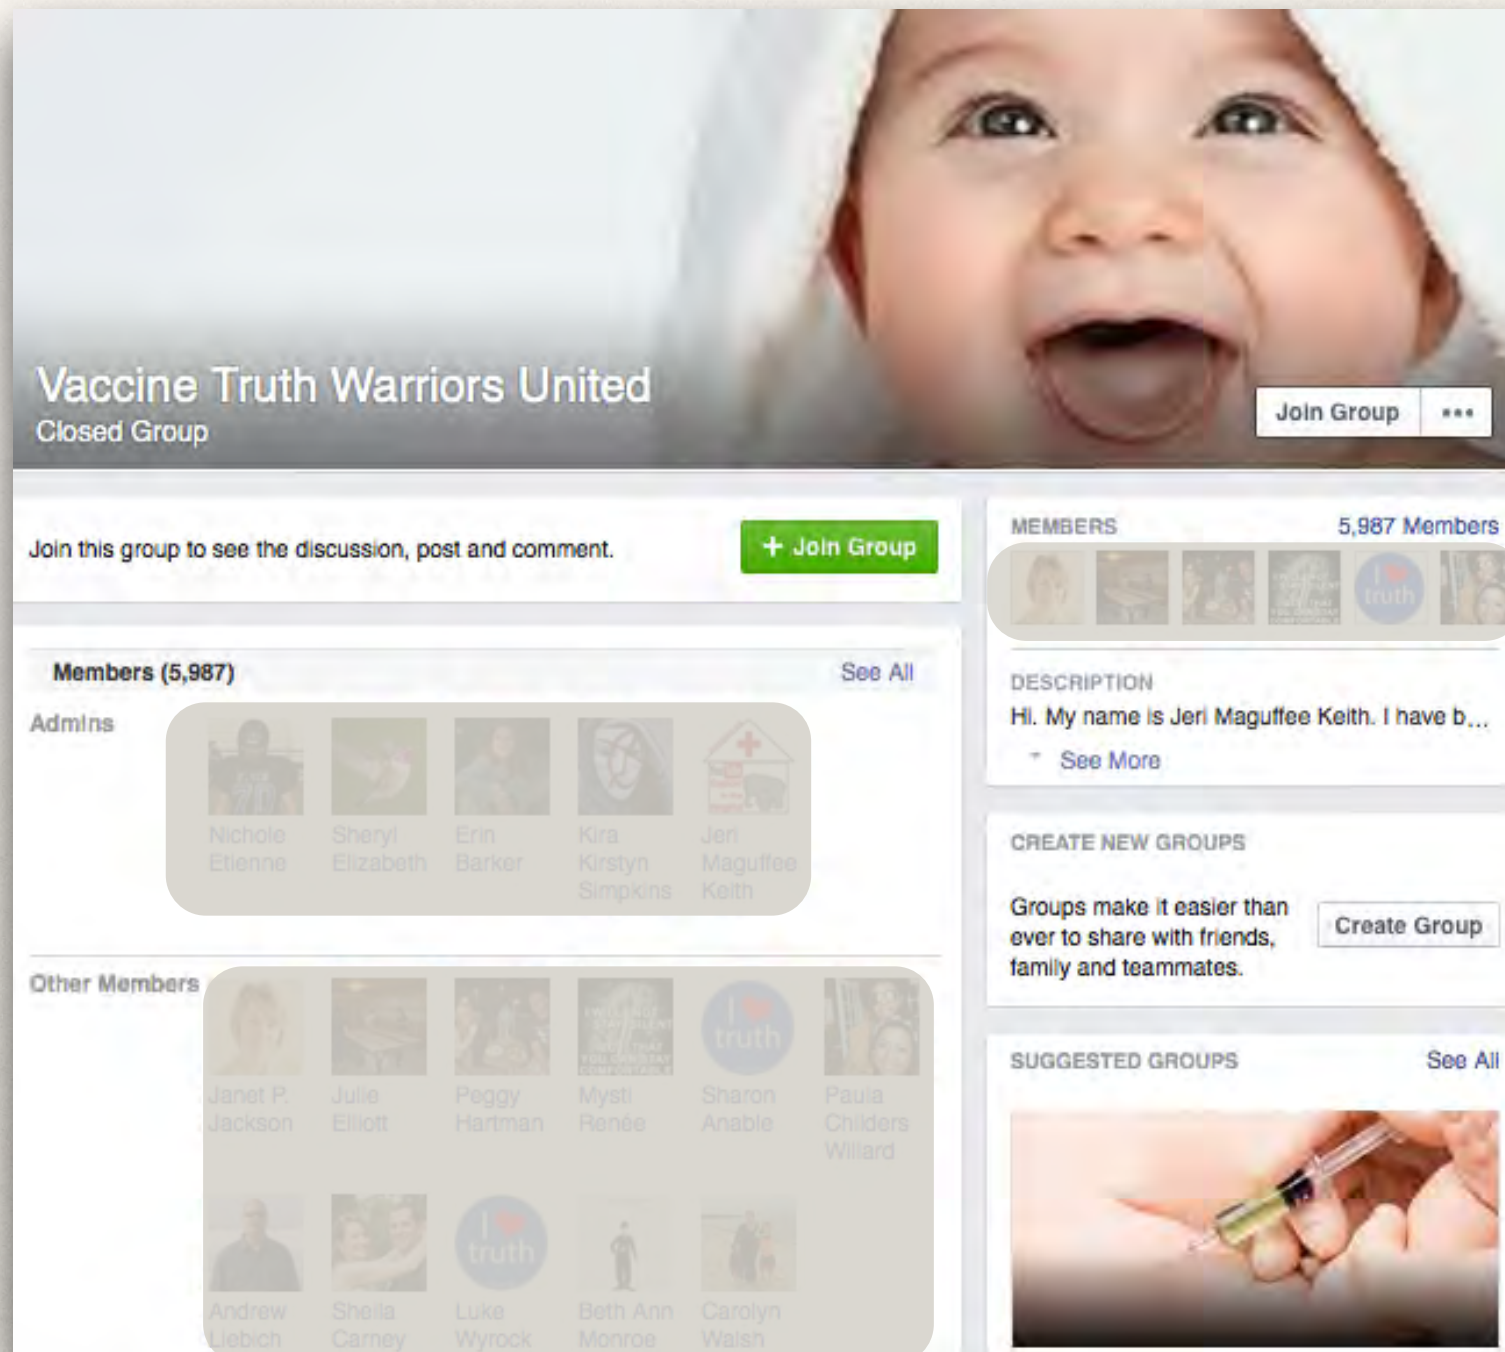 Vaccine Truth Warriors United
Closed Group
Join Group
Join this group to see the discussion, post and comment.
+ Join Group
Members (5,987)
See All
Admins
Nichole
Etienne
Sheryl
Elizabeth
Erin
Barker
Kira
Kirstyn
Simpkins
Jeri
Maguffee
Keith
Other Members
I truth
Janet P.
Jackson
Julie
Elliott
Peggy
Hartman
Mysti
Renée
Sharon
Anable
Paula
Childers
Willard
I truth
Andrew
Liebich
Sheila
Carney
Luke
Wyrock
Beth Ann
Monroe
Carolyn
Walsh
MEMBERS
5,987 Members
I truth
DESCRIPTION
Hi. My name is Jeri Maguffee Keith. I have b...
See More
CREATE NEW GROUPS
Groups make it easier than
ever to share with friends,
family and teammates.
Create Group
SUGGESTED GROUPS
See All